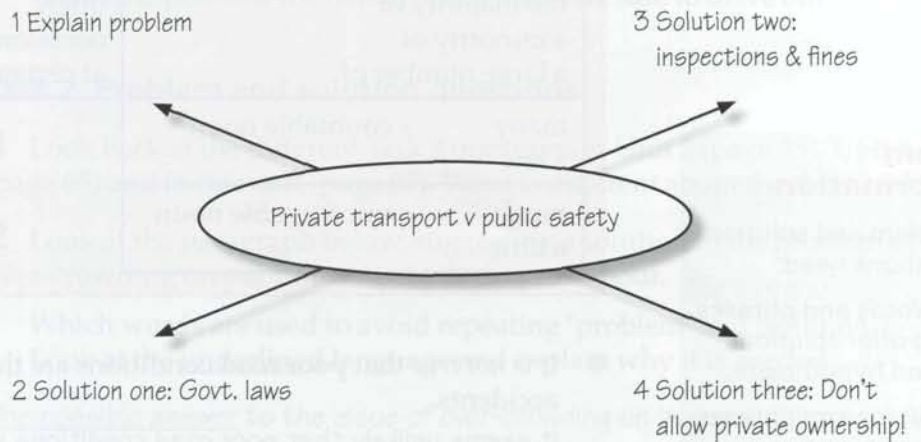 1 Explain problem
3 Solution two:
inspections & fines
Private transport v public safety
2 Solution one: Govt. laws
4 Solution three: Don't
allow private ownership!